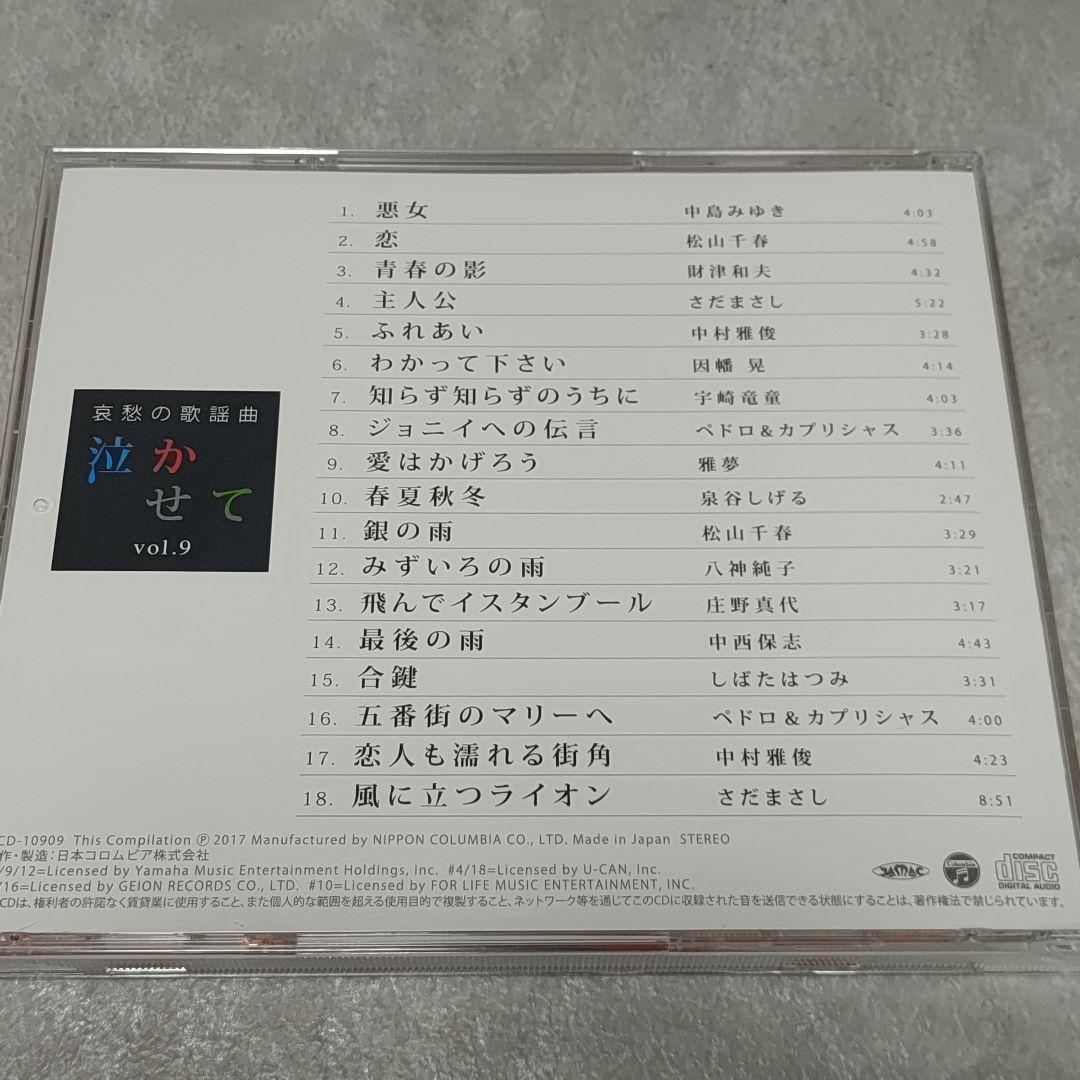 1. 悪女 中島みゆき 4:03
2. 恋 松山千春 4:58
3. 青春の影 財津和夫 4:32
4. 主人公 さだまさし 5:22
5. ふれあい 中村雅俊 3:28
6. わかって下さい 因幡 晃 4:14
7. 知らず知らずのうちに 宇崎竜童 4:03
8. ジョニイへの伝言 ペドロ&カプリシャス 3:36
9. 愛はかげろう 雅夢 4:11
10. 春夏秋冬 泉谷しげる 2:47
11. 銀の雨 松山千春 3:29
12. みずいろの雨 八神純子 3:21
13. 飛んでイスタンブール 庄野真代 3:17
14. 最後の雨 中西保志 4:43
15. 合鍵 しばたはつみ 3:31
16. 五番街のマリーへ ペドロ&カプリシャス 4:00
17. 恋人も濡れる街角 中村雅俊 4:23
18. 風に立つライオン さだまさし 8:51
哀愁の歌謡曲
泣か
せて
vol.9
CD-10909 This Compilation Ⓟ 2017 Manufactured by NIPPON COLUMBIA CO., LTD. Made in Japan STEREO
作・製造:日本コロムビア株式会社
/9/12=Licensed by Yamaha Music Entertainment Holdings, Inc. #4/18=Licensed by U-CAN, Inc.
/16=Licensed by GEION RECORDS CO., LTD. #10=Licensed by FOR LIFE MUSIC ENTERTAINMENT, INC.
CDは、権利者の許諾なく賃貸業に使用すること、また個人的な範囲を超える使用目的で複製すること、ネットワーク等を通じてこのCDに収録された音を送信できる状態にすることは、著作権法で禁じられています。
JASRAC
Columbia
COMPACT
disc
DIGITAL AUDIO